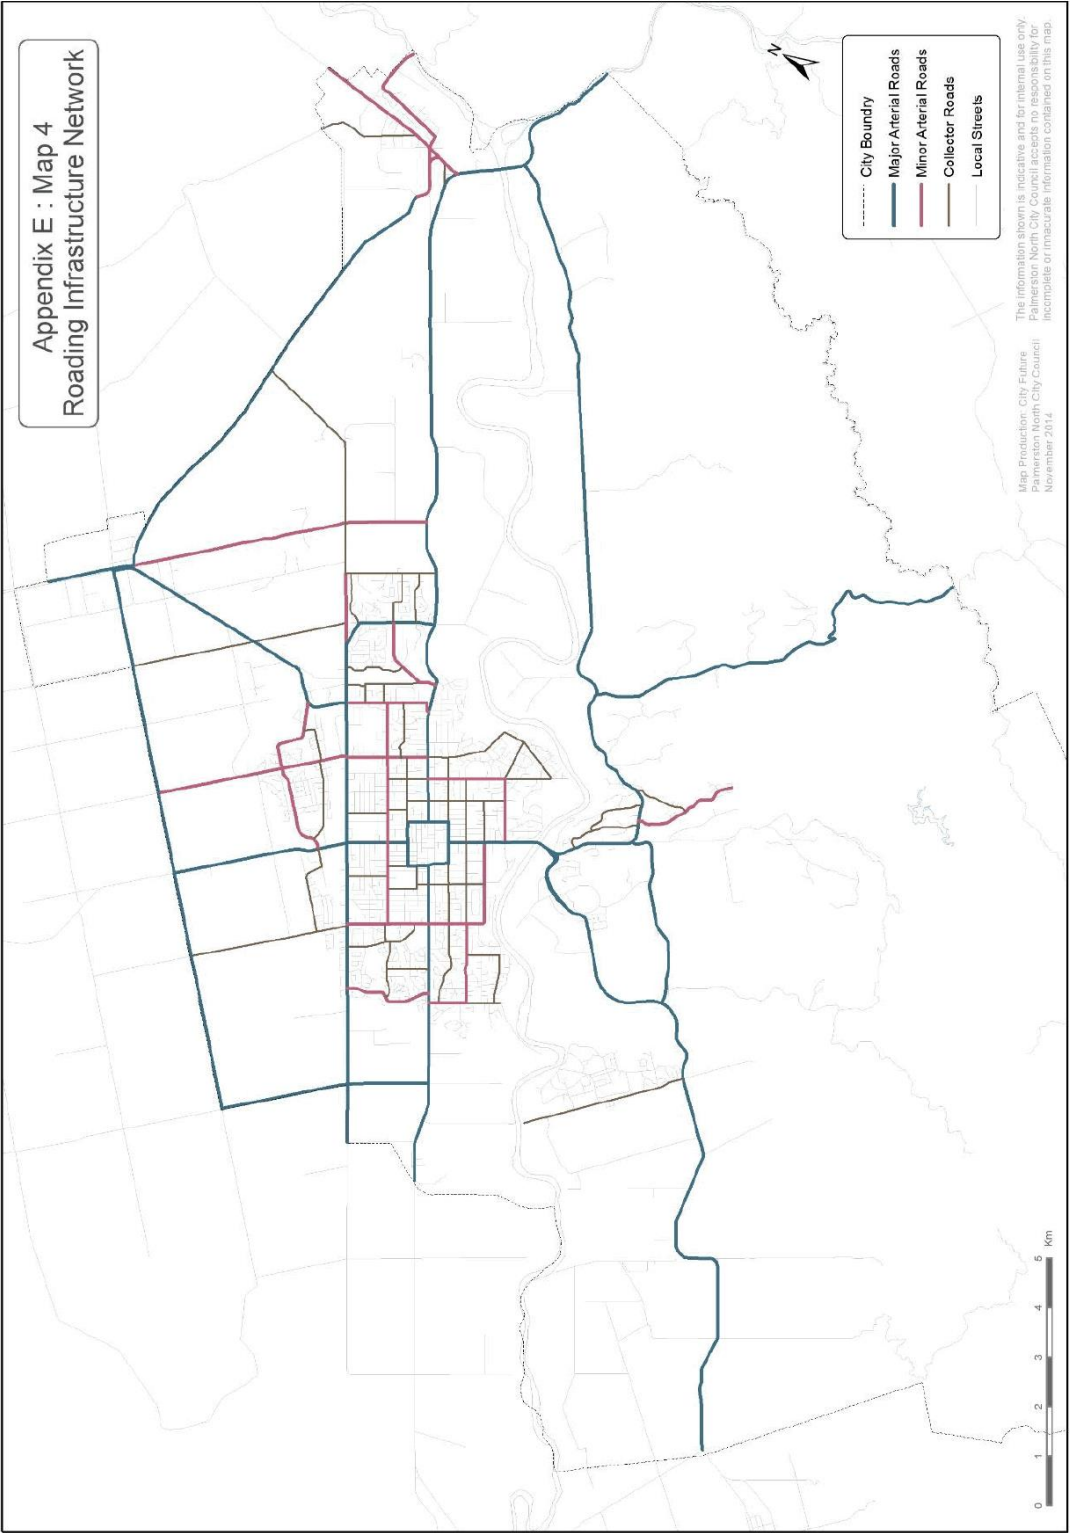 Appendix E : Map 4
Roading Infrastructure Network
N
City Boundry
Major Arterial Roads
Minor Arterial Roads
Collector Roads
Local Streets
Map Production: City Future
Palmerston North City Council
November 2014
The information shown is indicative and for internal use only.
Palmerston North City Council accepts no responsibility for
incomplete or innacurate information contained on this map.
0 1 2 3 4 5
Km